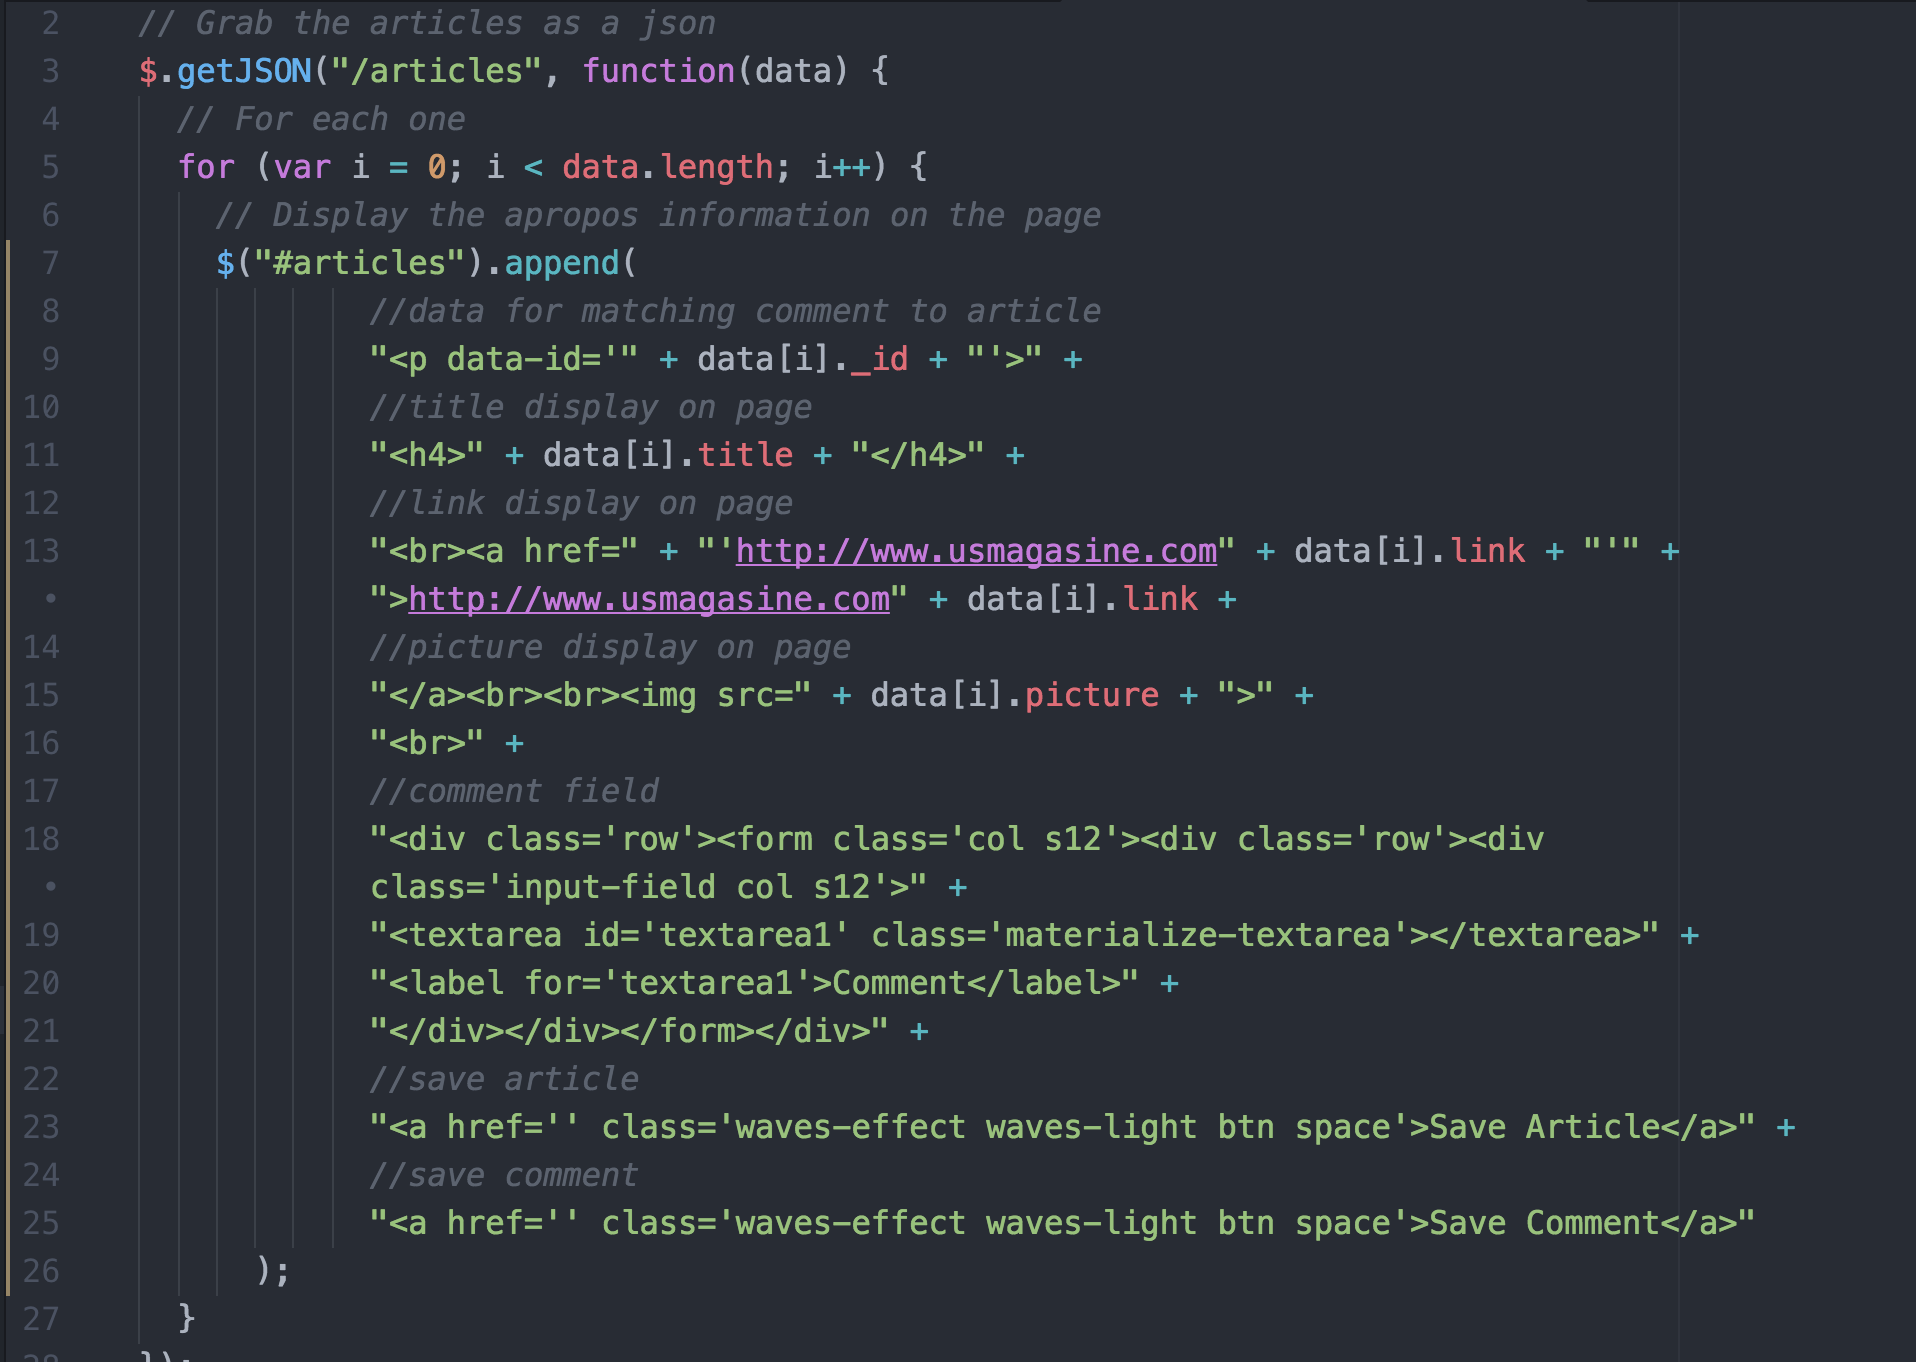 2 // Grab the articles as a json
3 $.getJSON("/articles", function(data) {
4 // For each one
5 for (var i = 0; i < data.length; i++) {
6 // Display the apropos information on the page
7 $("#articles").append(
8 //data for matching comment to article
9 "<p data-id='" + data[i]._id + "'>" +
10 //title display on page
11 "<h4>" + data[i].title + "</h4>" +
12 //link display on page
13 "<br><a href=" + "'http://www.usmagasine.com" + data[i].link + "'" +
• ">http://www.usmagasine.com" + data[i].link +
14 //picture display on page
15 "</a><br><br><img src=" + data[i].picture + ">" +
16 "<br>" +
17 //comment field
18 "<div class='row'><form class='col s12'><div class='row'><div
• class='input-field col s12'>" +
19 "<textarea id='textarea1' class='materialize-textarea'></textarea>" +
20 "<label for='textarea1'>Comment</label>" +
21 "</div></div></form></div>" +
22 //save article
23 "<a href='' class='waves-effect waves-light btn space'>Save Article</a>" +
24 //save comment
25 "<a href='' class='waves-effect waves-light btn space'>Save Comment</a>"
26 );
27 }
28 });